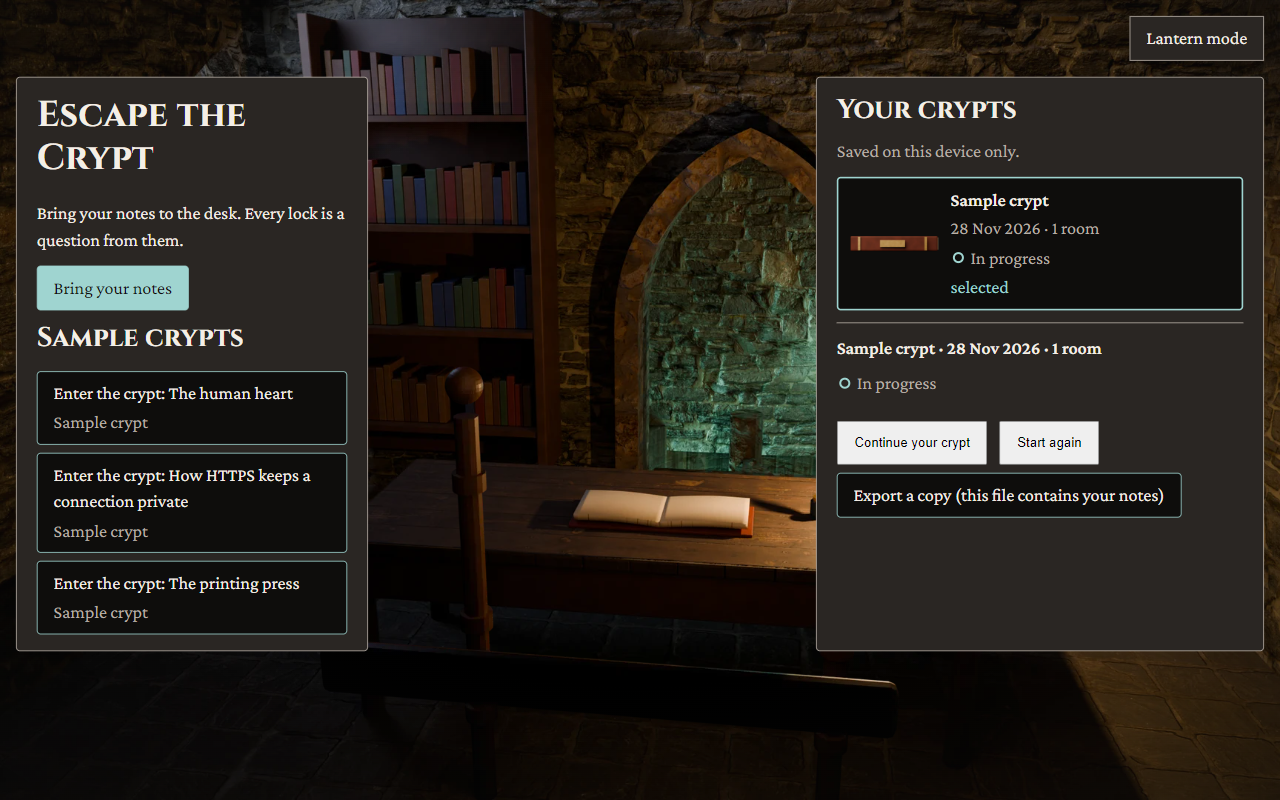 Lantern mode
Escape the
Crypt
Bring your notes to the desk. Every lock is a
question from them.
Bring your notes
Sample crypts
Enter the crypt: The human heart
Sample crypt
Enter the crypt: How HTTPS keeps a
connection private
Sample crypt
Enter the crypt: The printing press
Sample crypt
Your crypts
Saved on this device only.
Sample crypt
28 Nov 2026 · 1 room
In progress
selected
Sample crypt · 28 Nov 2026 · 1 room
In progress
Continue your crypt
Start again
Export a copy (this file contains your notes)